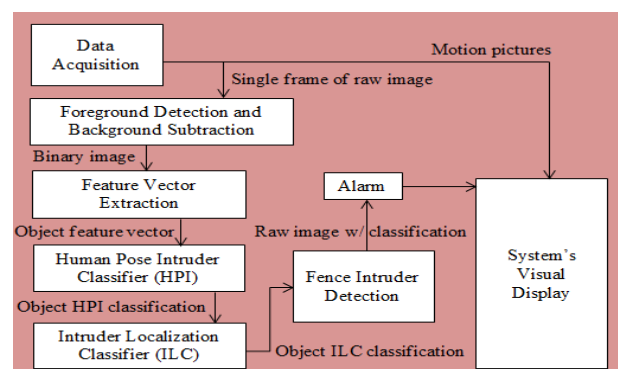 Data
Acquisition
Motion pictures
Single frame of raw image
Foreground Detection and
Background Subtraction
Binary image
Feature Vector
Extraction
Alarm
Object feature vector
Raw image w/ classification
Human Pose Intruder
Classifier (HPI)
Fence Intruder
Detection
System's
Visual
Display
Object HPI classification
Intruder Localization
Classifier (ILC)
Object ILC classification